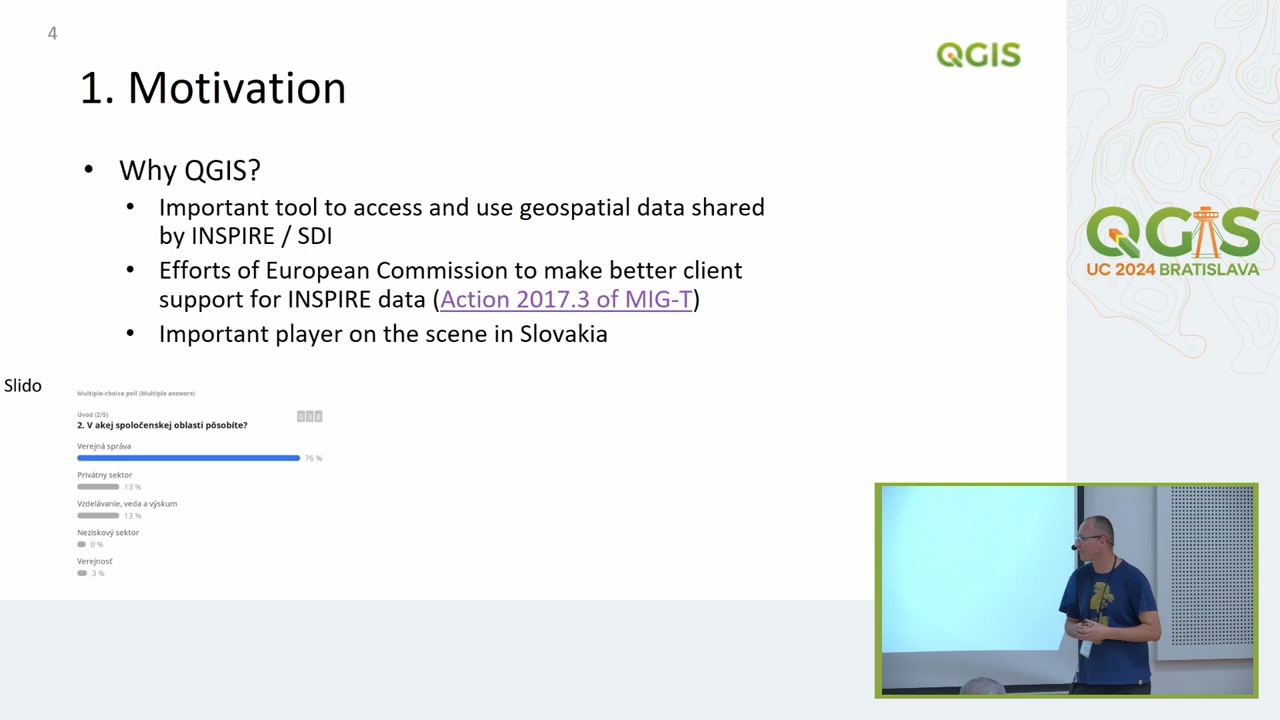 4
QGIS
1. Motivation
• Why QGIS?
• Important tool to access and use geospatial data shared
by INSPIRE / SDI
• Efforts of European Commission to make better client
support for INSPIRE data (Action 2017.3 of MIG-T)
• Important player on the scene in Slovakia
QGIS
UC 2024 BRATISLAVA
Slido
Multiple-choice poll (Multiple answers)
Úvod (2/5)
0 3 8
2. V akej spoločenskej oblasti pôsobíte?
Verejná správa
76 %
Privátny sektor
13 %
Vzdelávanie, veda a výskum
13 %
Neziskový sektor
0 %
Verejnosť
3 %